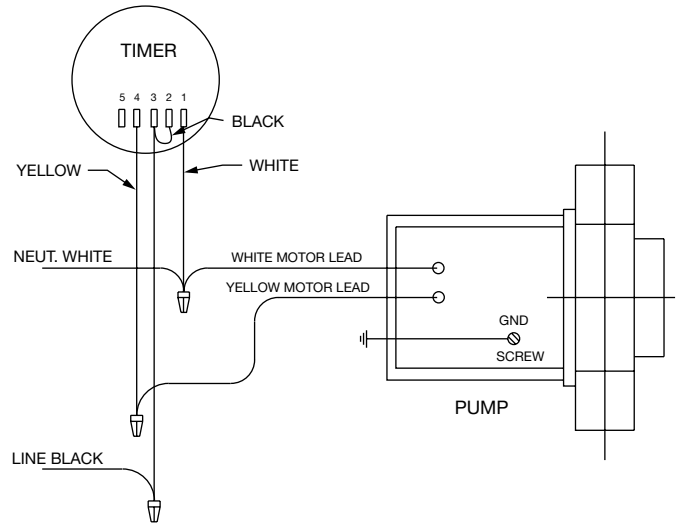 TIMER
5 4 3 2 1
BLACK
YELLOW
WHITE
NEUT. WHITE
WHITE MOTOR LEAD
YELLOW MOTOR LEAD
GND
SCREW
PUMP
LINE BLACK